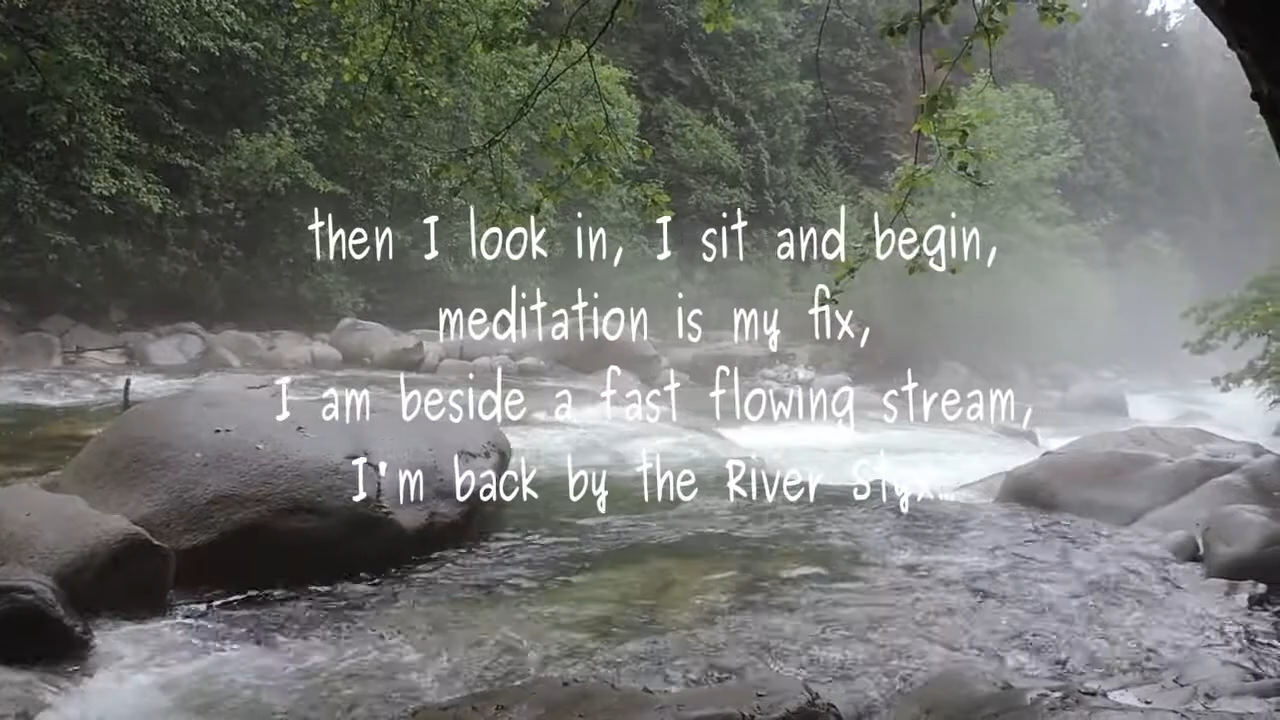 then I look in, I sit and begin,
meditation is my fix,
I am beside a fast flowing stream,
I'm back by the River Styx...